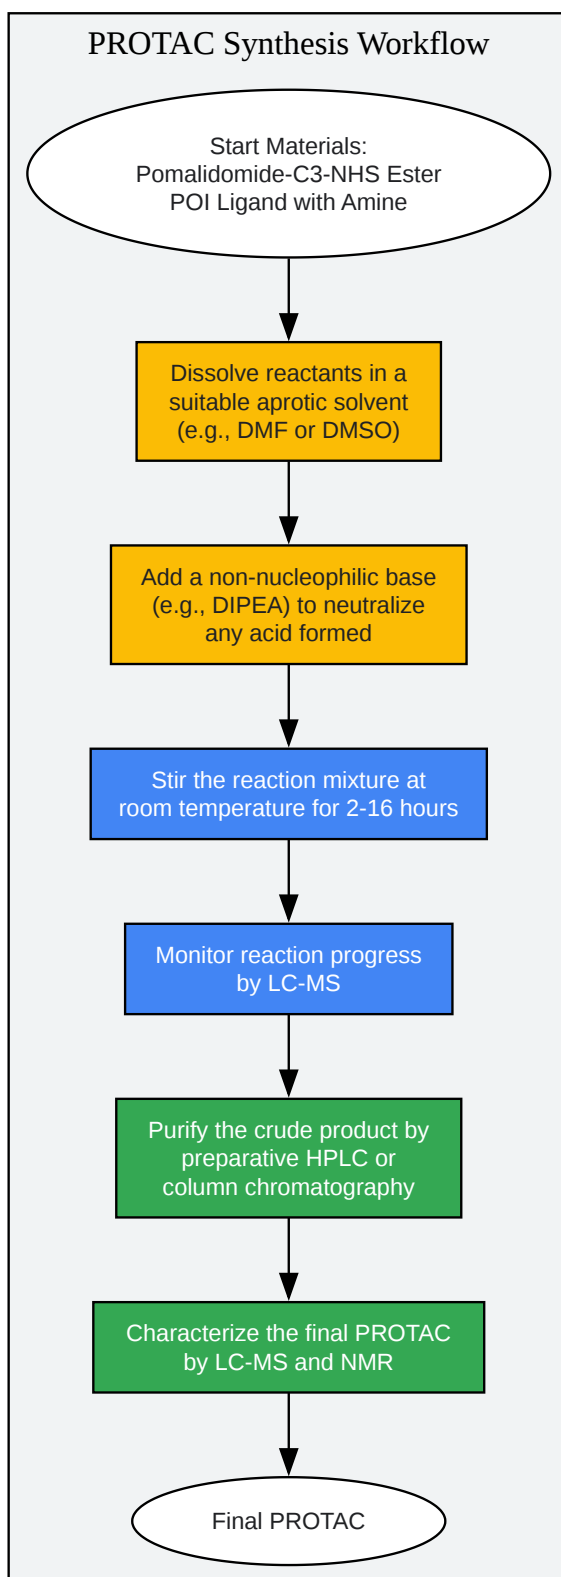 PROTAC Synthesis Workflow
Start Materials:
Pomalidomide-C3-NHS Ester
POI Ligand with Amine
Dissolve reactants in a
suitable aprotic solvent
(e.g., DMF or DMSO)
Add a non-nucleophilic base
(e.g., DIPEA) to neutralize
any acid formed
Stir the reaction mixture at
room temperature for 2-16 hours
Monitor reaction progress
by LC-MS
Purify the crude product by
preparative HPLC or
column chromatography
Characterize the final PROTAC
by LC-MS and NMR
Final PROTAC